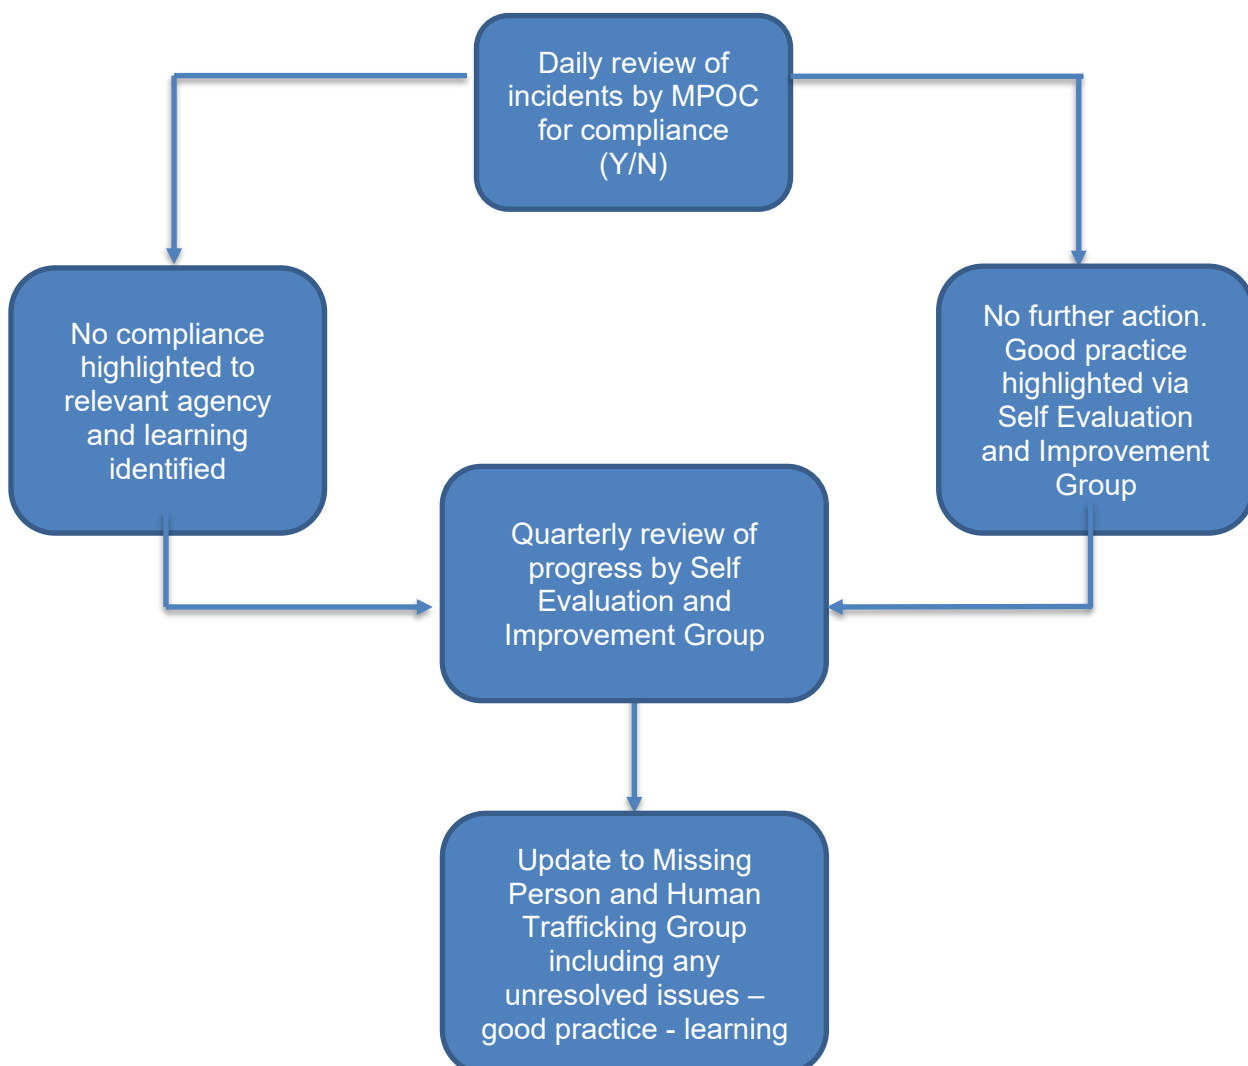 Daily review of
incidents by MPOC
for compliance
(Y/N)
No compliance
highlighted to
relevant agency
and learning
identified
No further action.
Good practice
highlighted via
Self Evaluation
and Improvement
Group
Quarterly review of
progress by Self
Evaluation and
Improvement Group
Update to Missing
Person and Human
Trafficking Group
including any
unresolved issues –
good practice - learning